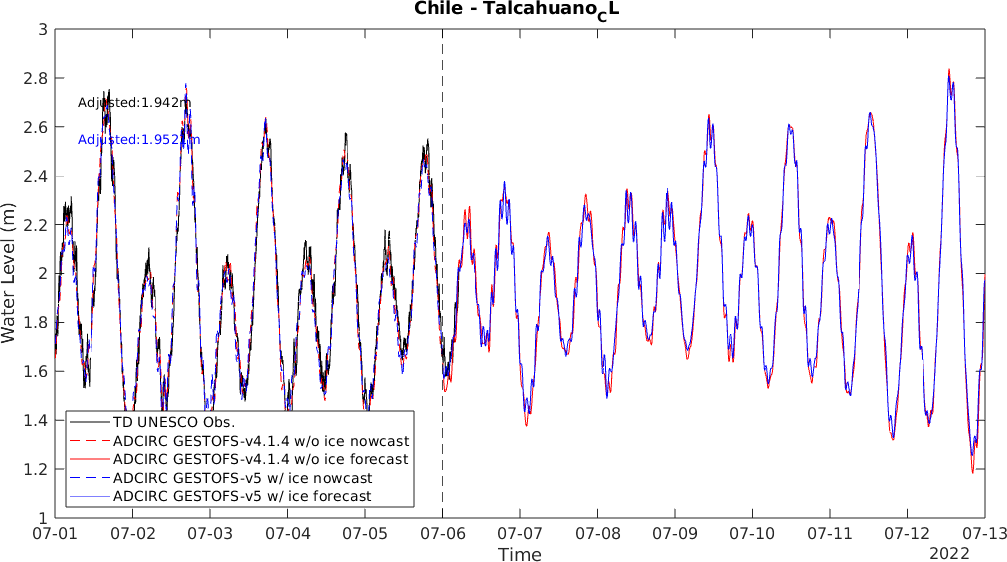 Chile - Talcahuano_CL
Water Level (m)
3
2.8
2.6
2.4
2.2
2
1.8
1.6
1.4
1.2
1
Adjusted:1.942m
TD UNESCO Obs.
ADCIRC GESTOFS-v4.1.4 w/o ice nowcast
ADCIRC GESTOFS-v4.1.4 w/o ice forecast
ADCIRC GESTOFS-v5 w/ ice nowcast
ADCIRC GESTOFS-v5 w/ ice forecast
07-01 07-02 07-03 07-04 07-05 07-06 07-07 07-08 07-09 07-10 07-11 07-12 07-13
2022
Time